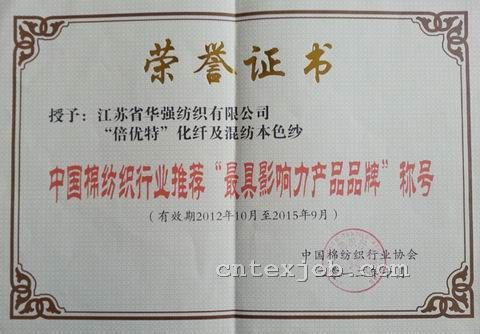 荣誉证书
授予：江苏省华强纺织有限公司
“倍优特”化纤及混纺本色纱
中国棉纺织行业推荐“最具影响力产品品牌”称号
(有效期2012年10月至2015年9月)
中国棉纺织行业协会
cntexjob.com